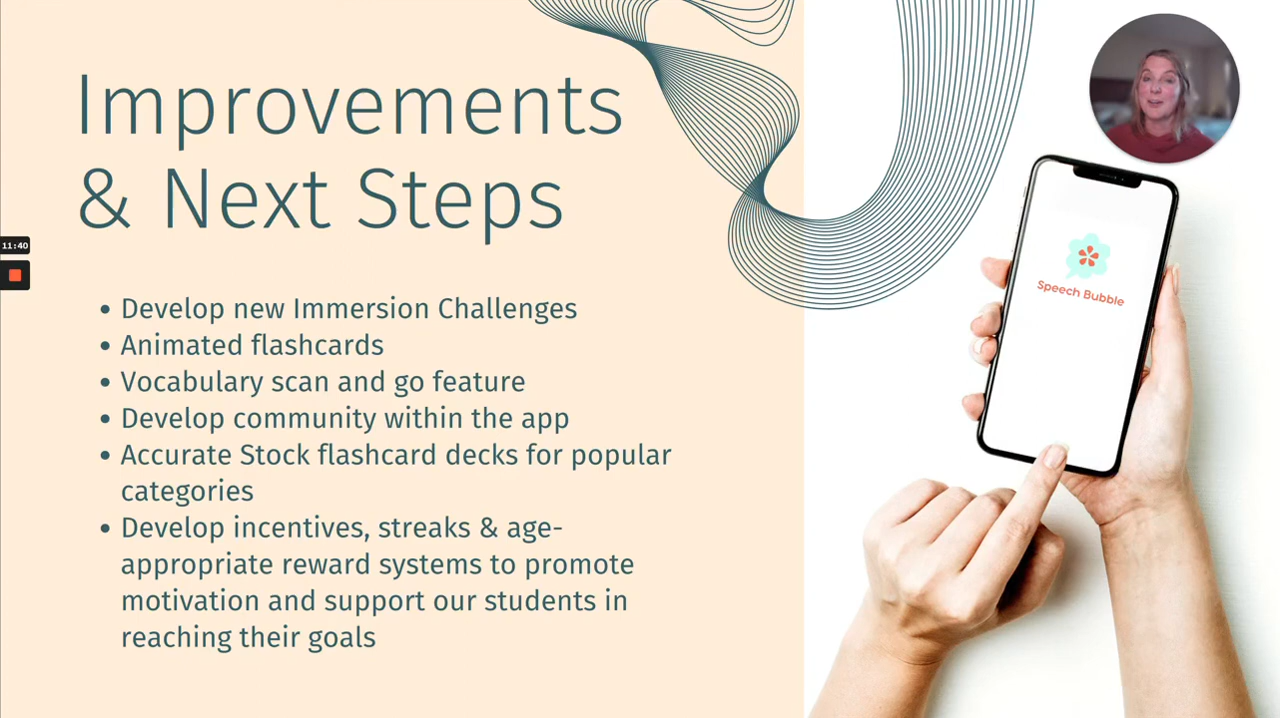 Improvements
& Next Steps
11:40
• Develop new Immersion Challenges
• Animated flashcards
• Vocabulary scan and go feature
• Develop community within the app
• Accurate Stock flashcard decks for popular
categories
• Develop incentives, streaks & age-
appropriate reward systems to promote
motivation and support our students in
reaching their goals
Speech Bubble